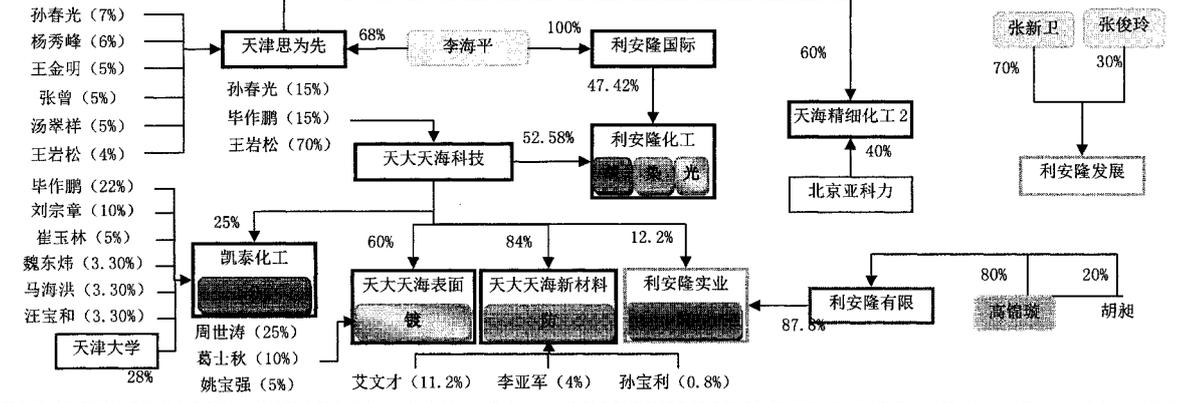 孙春光(7%)
杨秀峰(6%)
王金明(5%)
张曾(5%)
汤翠祥(5%)
王岩松(4%)
天津思为先
68%
李海平
100%
利安隆国际
60%
张新卫
张俊玲
70%
30%
孙春光(15%)
毕作鹏(15%)
王岩松(70%)
47.42%
天大天海科技
52.58%
利安隆化工
染
光
天海精细化工2
40%
北京亚科力
利安隆发展
毕作鹏(22%)
刘宗章(10%)
崔玉林(5%)
魏东炜(3.30%)
马海洪(3.30%)
汪宝和(3.30%)
天津大学
28%
25%
凯泰化工
60%
84%
12.2%
天大天海表面
镀
天大天海新材料
防
利安隆实业
利安隆有限
87.8%
80%
20%
高锦璇
胡昶
周世涛(25%)
葛士秋(10%)
姚宝强(5%)
艾文才(11.2%)
李亚军(4%)
孙宝利(0.8%)